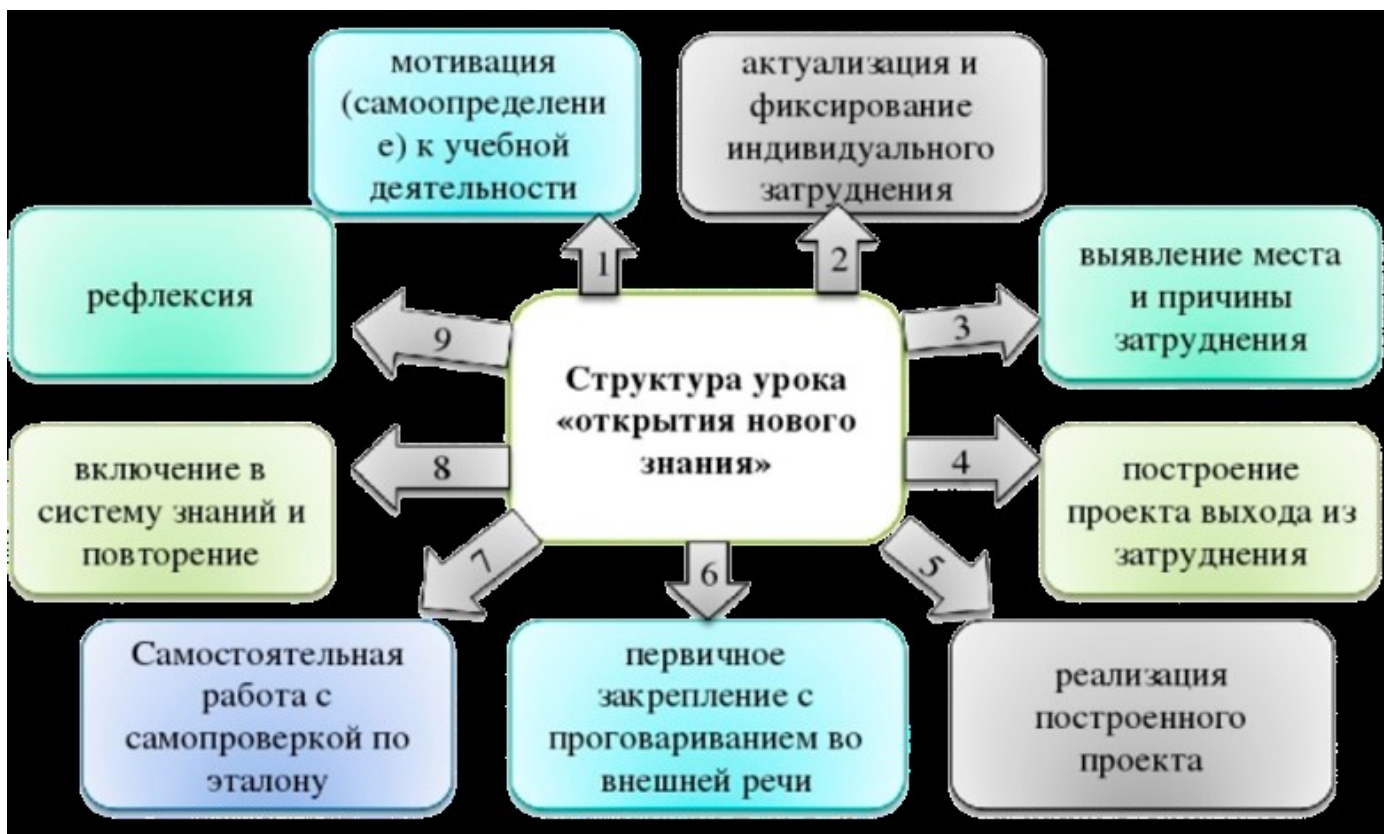 мотивация
(самоопределени
е) к учебной
деятельности
1
актуализация и
фиксирование
индивидуального
затруднения
2
выявление места
и причины
затруднения
3
построение
проекта выхода из
затруднения
4
реализация
построенного
проекта
5
первичное
закрепление с
проговариванием во
внешней речи
6
Самостоятельная
работа с
самопроверкой по
эталону
7
включение в
систему знаний и
повторение
8
рефлексия
9
Структура урока
«открытия нового
знания»